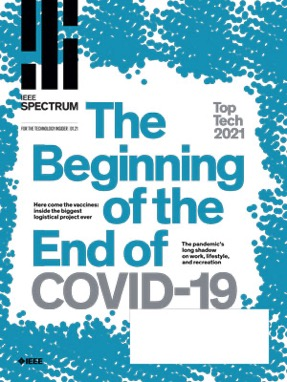 IEEE
SPECTRUM
FOR THE TECHNOLOGY INSIDER 01.21
Top
Tech
2021
The
Beginning
of the
End of
COVID-19
Here come the vaccines:
inside the biggest
logistical project ever
The pandemic's
long shadow
on work, lifestyle,
and recreation
IEEE